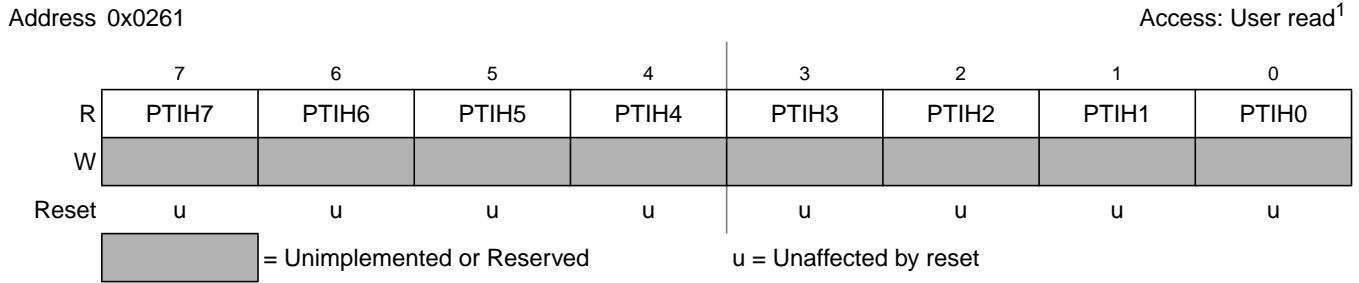 Address 0x0261 Access: User read1
7 6 5 4 3 2 1 0
R PTIH7 PTIH6 PTIH5 PTIH4 PTIH3 PTIH2 PTIH1 PTIH0
W
Reset u u u u u u u u
= Unimplemented or Reserved u = Unaffected by reset